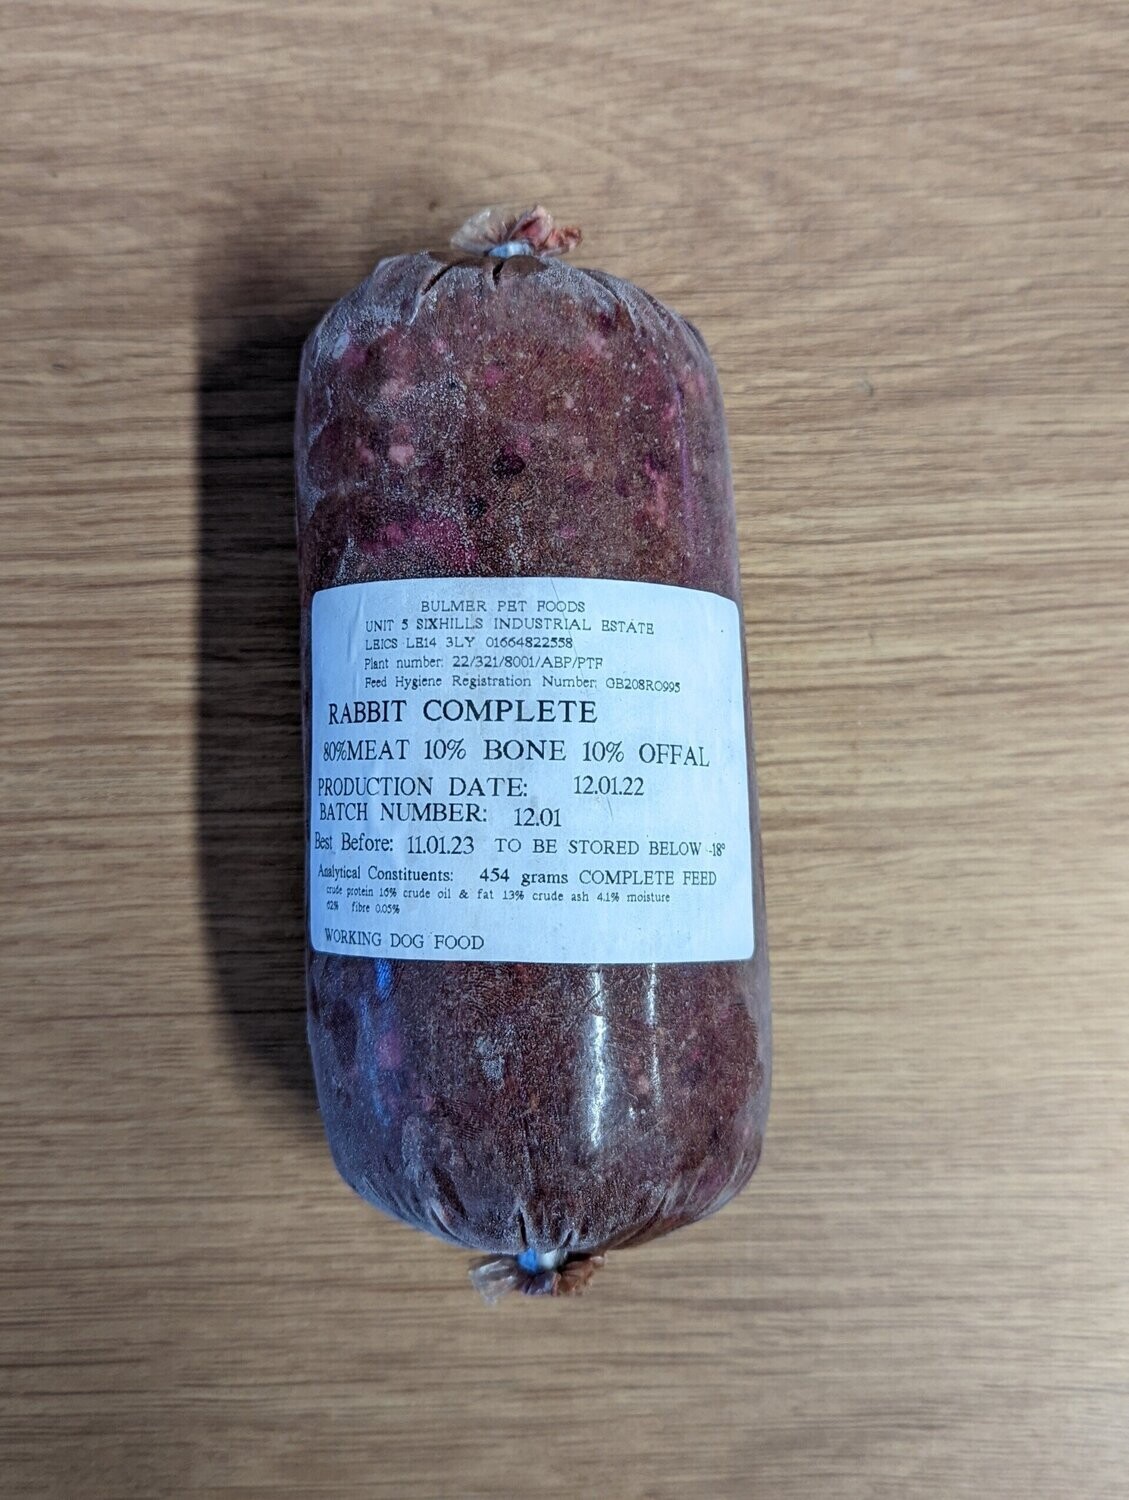 BULMER PET FOODS
UNIT 5 SIXHILLS INDUSTRIAL ESTATE
LEICS LE14 3LY 01664822558
Plant number: 22/321/8001/ABP/PTF
Feed Hygiene Registration Number: GB208RO995
RABBIT COMPLETE
80%MEAT 10% BONE 10% OFFAL
PRODUCTION DATE: 12.01.22
BATCH NUMBER: 12.01
Best Before: 11.01.23 TO BE STORED BELOW -18°
Analytical Constituents: 454 grams COMPLETE FEED
crude protein 16% crude oil & fat 13% crude ash 4.1% moisture
62% fibre 0.05%
WORKING DOG FOOD